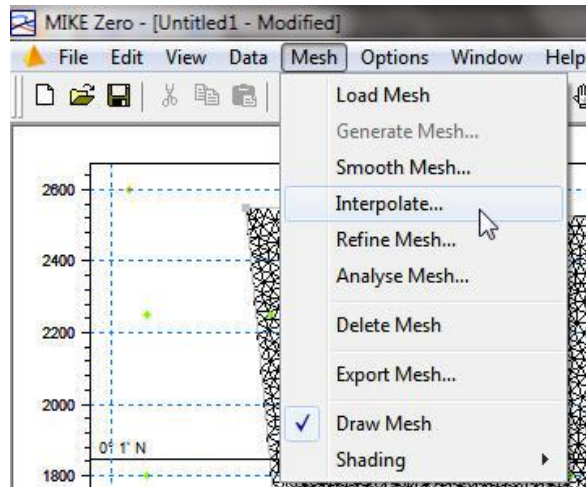 MIKE Zero - [Untitled1 - Modified]
File Edit View Data Mesh Options Window Help
Load Mesh
Generate Mesh...
Smooth Mesh...
Interpolate...
Refine Mesh...
Analyse Mesh...
Delete Mesh
Export Mesh...
Draw Mesh
Shading
2600
2400
2200
2000
0° 1' N
1800